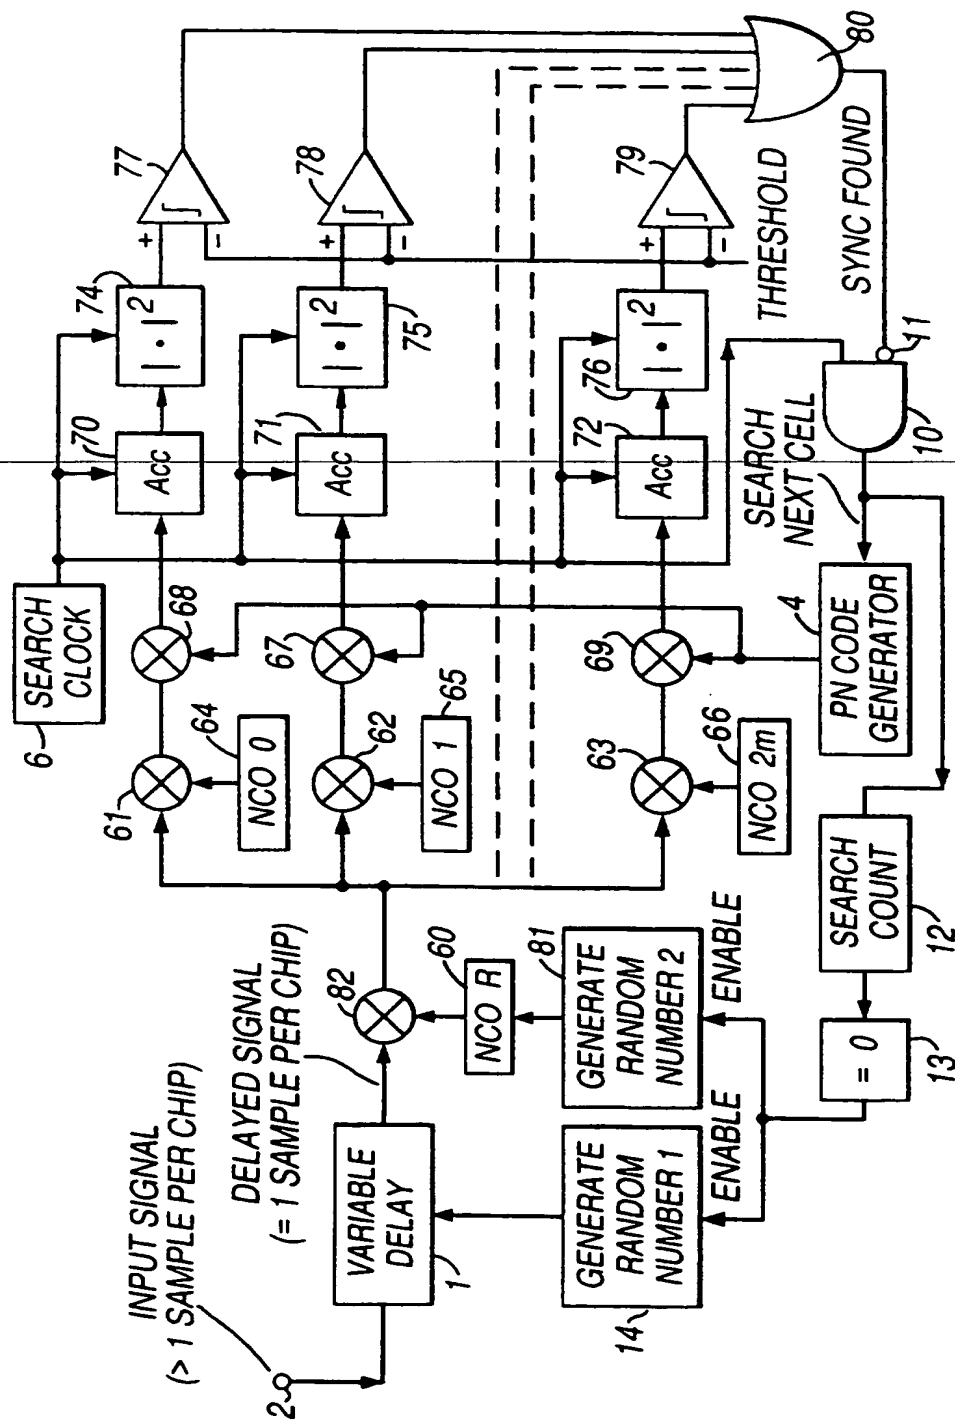 INPUT SIGNAL
(> 1 SAMPLE PER CHIP)
2
VARIABLE
DELAY
1
DELAYED SIGNAL
(= 1 SAMPLE PER CHIP)
82
60
NCO R
GENERATE
RANDOM
NUMBER 1
14
GENERATE
RANDOM
NUMBER 2
81
ENABLE
ENABLE
= 0
13
SEARCH
COUNT
12
6
SEARCH
CLOCK
61
64
NCO 0
68
70
Acc
74
| • |2
+
-
77
62
65
NCO 1
67
71
Acc
75
| • |2
+
-
78
63
66
NCO 2m
69
72
Acc
76
| • |2
+
-
79
THRESHOLD
80
SYNC FOUND
11
10
SEARCH
NEXT CELL
4
PN CODE
GENERATOR